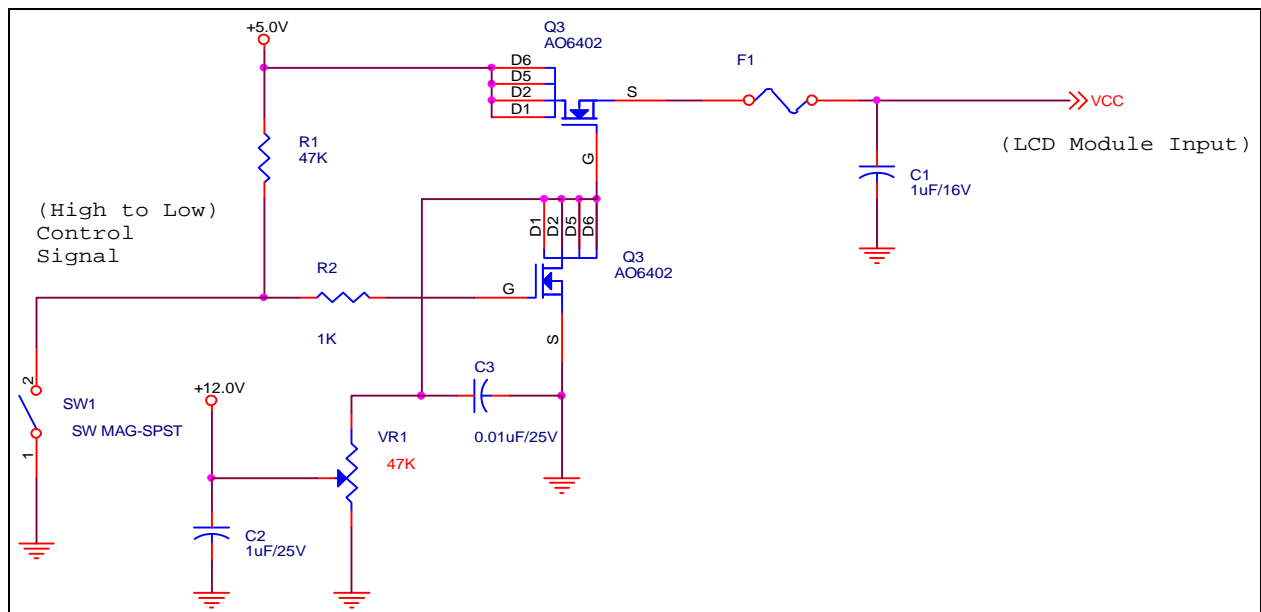 +5.0V
Q3
AO6402
F1
D6
D5
D2
D1
S
VCC
R1
47K
G
(LCD Module Input)
C1
1uF/16V
(High to Low)
Control
Signal
D1
D2
D5
D6
Q3
AO6402
R2
G
1K
S
C3
2
+12.0V
SW1
SW MAG-SPST
VR1
0.01uF/25V
47K
1
C2
1uF/25V